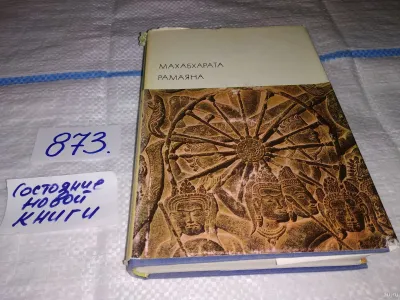 МАХАБХАРАТА
РАМАЯНА
873.
Состояние
новой
книги